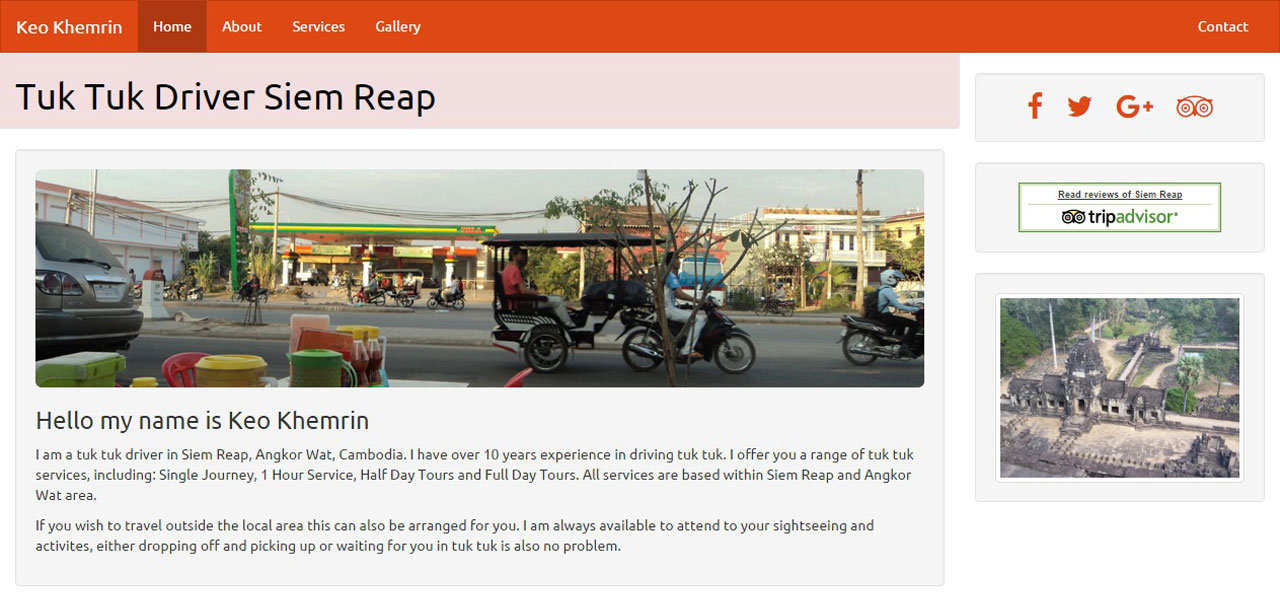 Keo Khemrin Home About Services Gallery Contact
Tuk Tuk Driver Siem Reap
Read reviews of Siem Reap
tripadvisor
Hello my name is Keo Khemrin
I am a tuk tuk driver in Siem Reap, Angkor Wat, Cambodia. I have over 10 years experience in driving tuk tuk. I offer you a range of tuk tuk
services, including: Single Journey, 1 Hour Service, Half Day Tours and Full Day Tours. All services are based within Siem Reap and Angkor
Wat area.
If you wish to travel outside the local area this can also be arranged for you. I am always available to attend to your sightseeing and
activites, either dropping off and picking up or waiting for you in tuk tuk is also no problem.